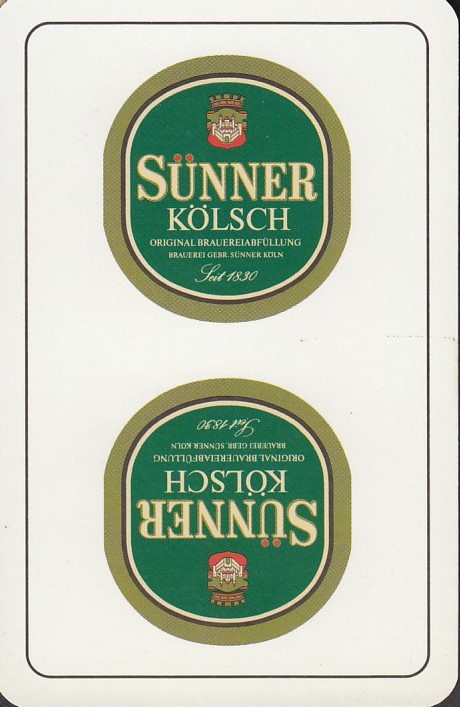 SÜNNER
KÖLSCH
ORIGINAL BRAUEREIABFÜLLUNG
BRAUEREI GEBR. SÜNNER KÖLN
Seit 1830
SÜNNER
KÖLSCH
ORIGINAL BRAUEREIABFÜLLUNG
BRAUEREI GEBR. SÜNNER KÖLN
Seit 1830